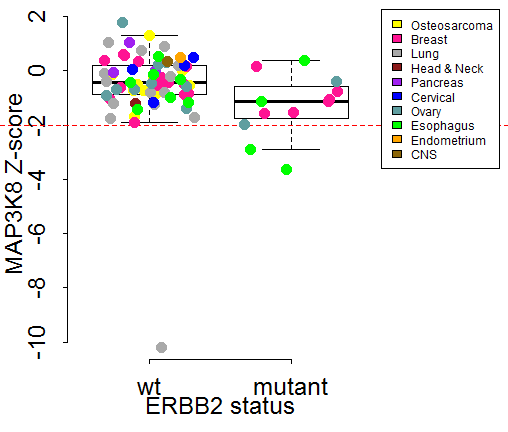 MAP3K8 Z-score
2
0
-2
-4
-6
-8
-10
wt
mutant
ERBB2 status
Osteosarcoma
Breast
Lung
Head & Neck
Pancreas
Cervical
Ovary
Esophagus
Endometrium
CNS